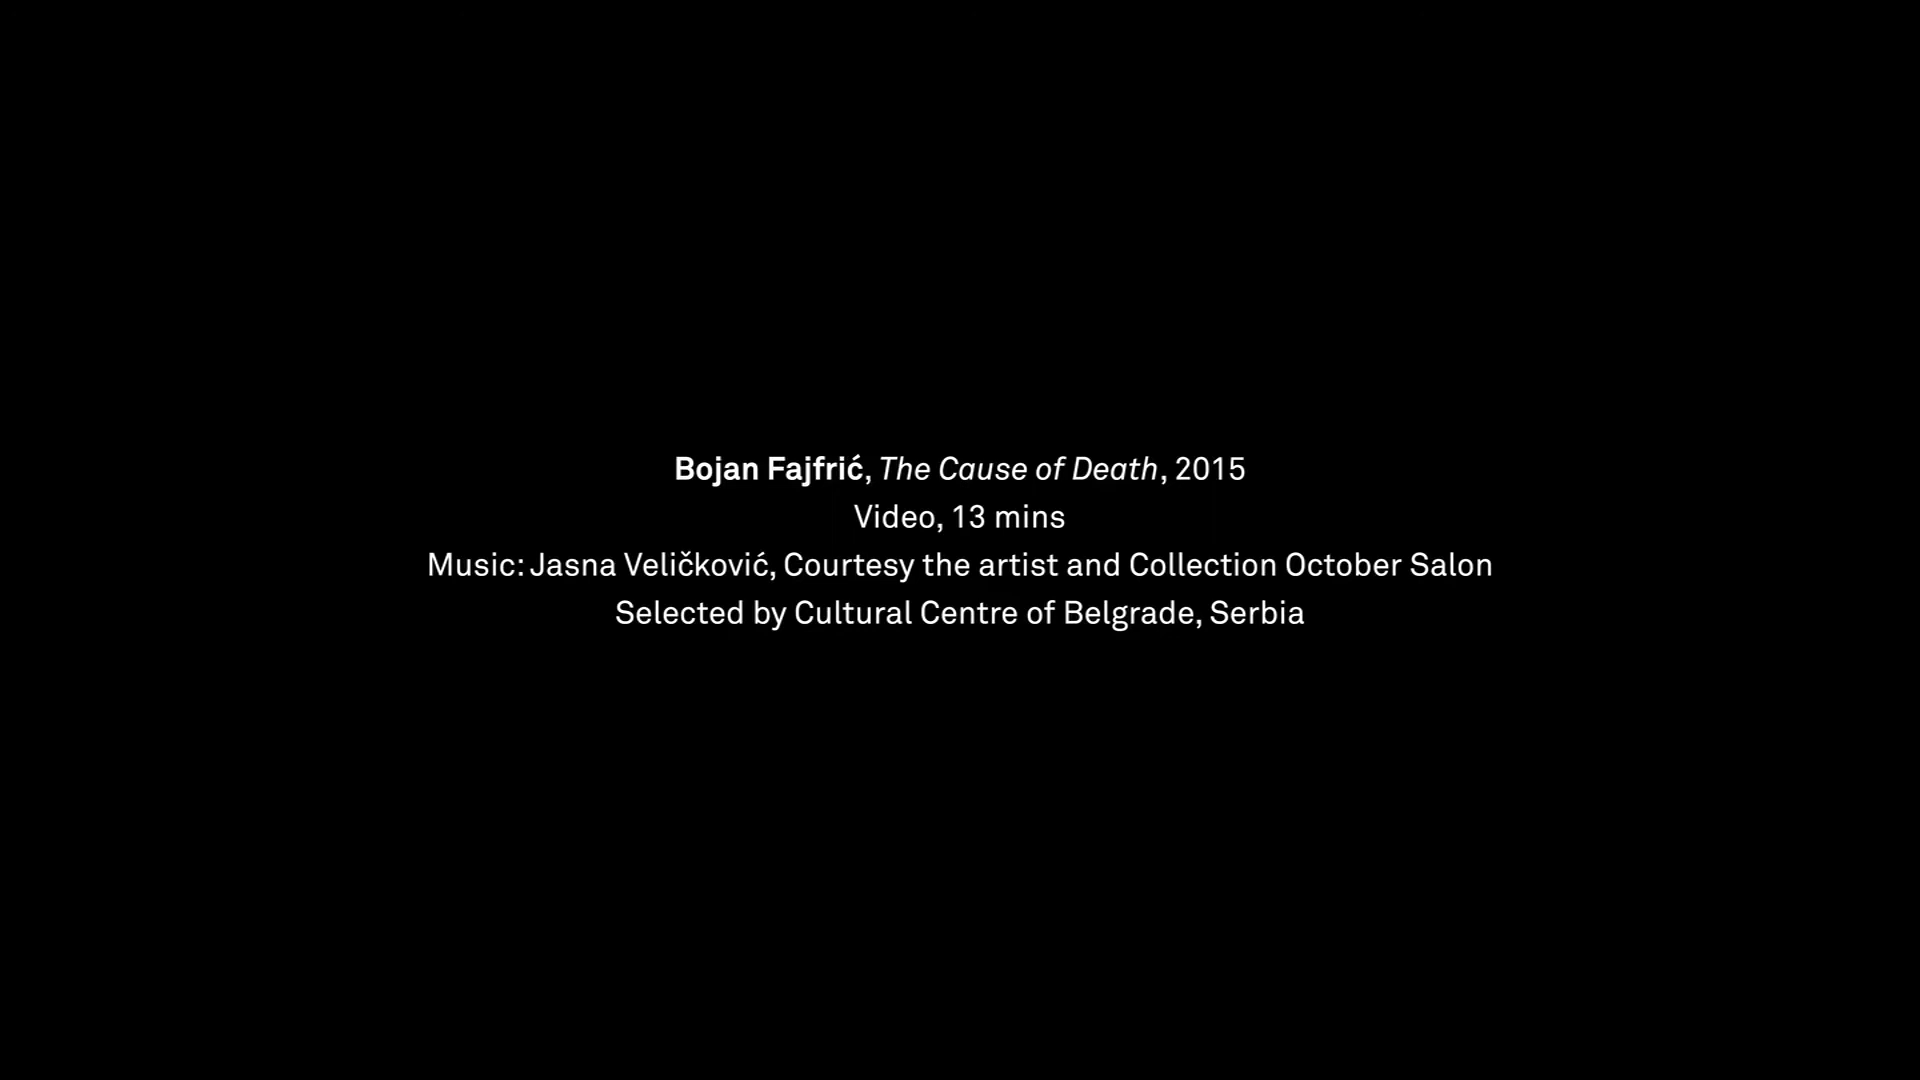 Bojan Fajfrić, The Cause of Death, 2015
Video, 13 mins
Music: Jasna Veličković, Courtesy the artist and Collection October Salon
Selected by Cultural Centre of Belgrade, Serbia